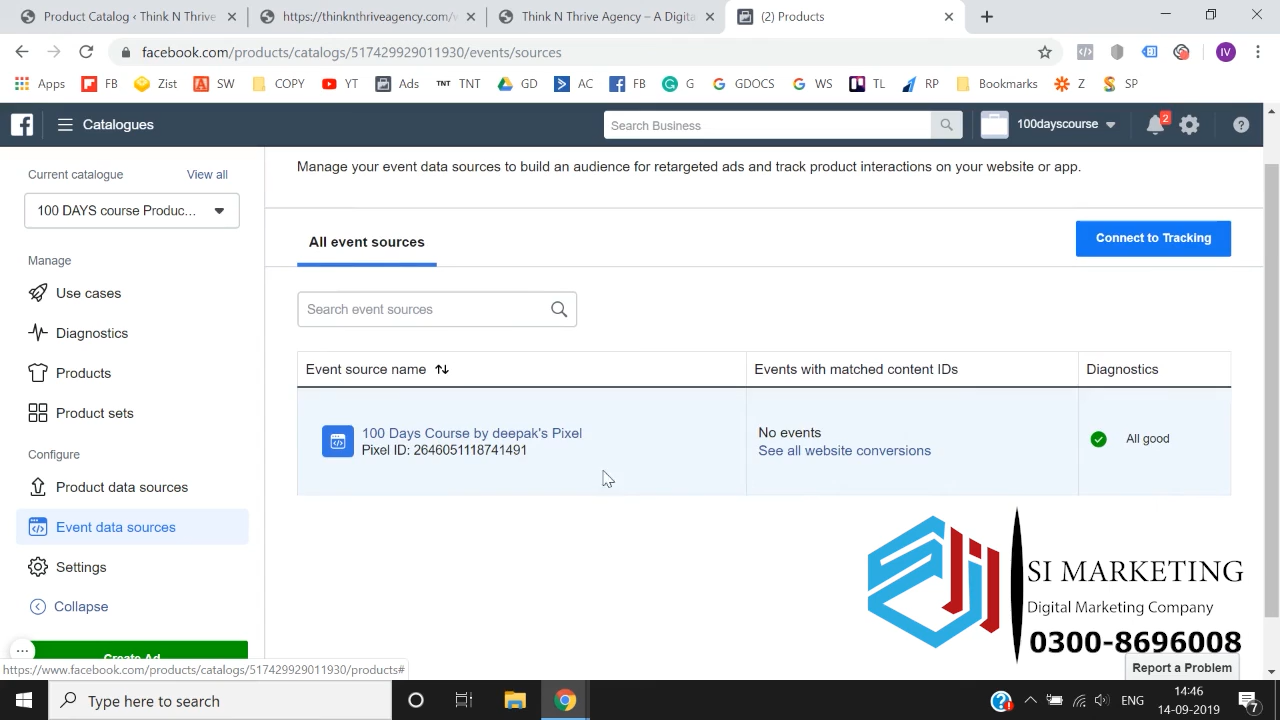 Product Catalog ‹ Think N Thrive
https://thinknthriveagency.com/
Think N Thrive Agency – A Digita
(2) Products
facebook.com/products/catalogs/517429929011930/events/sources
IV
Apps
FB
Zist
SW
COPY
YT
Ads
TNT TNT
GD
AC
FB
G
GDOCS
WS
TL
RP
Bookmarks
Z
SP
Catalogues
Search Business
100dayscourse
2
Manage your event data sources to build an audience for retargeted ads and track product interactions on your website or app.
Current catalogue
View all
100 DAYS course Produc...
Manage
Use cases
Diagnostics
Products
Product sets
Configure
Product data sources
Event data sources
Settings
Collapse
Create Ad
All event sources
Connect to Tracking
Search event sources
Event source name
Events with matched content IDs
Diagnostics
100 Days Course by deepak's Pixel
Pixel ID: 2646051118741491
No events
See all website conversions
All good
SI MARKETING
Digital Marketing Company
0300-8696008
Report a Problem
https://www.facebook.com/products/catalogs/517429929011930/products#
Type here to search
ENG
14:46
14-09-2019
7